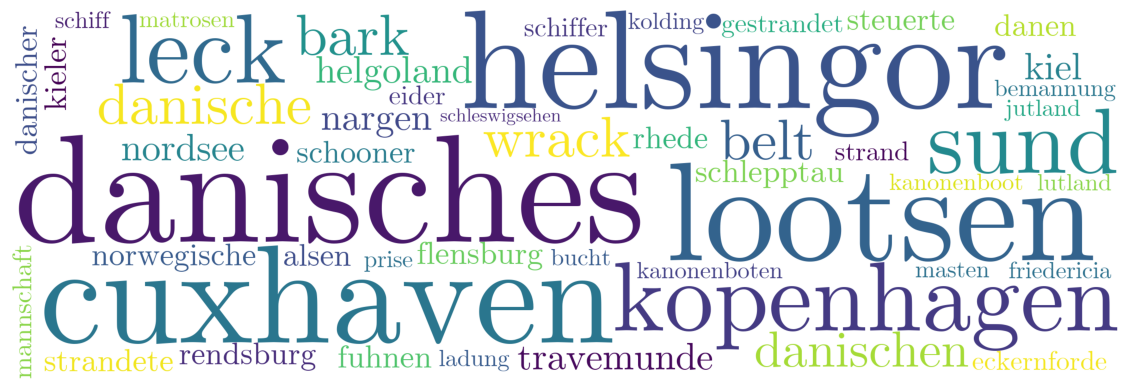 schiff matrosen
leck bark helsingor schiffer kolding gestrandet steuerte danen
danischer kieler helgoland kiel
danische eider bemannung
nargen schleswigsehen jutland
wrack rhede belt sund
nordsee schooner strand
danisches lootsen schlepptau kanonenboot lutland
norwegische alsen prise flensburg bucht
mannschaft cuxhaven kopenhagen kanonenboten masten friedericia
strandete rendsburg fuhnen ladung travemunde danischen eckernforde